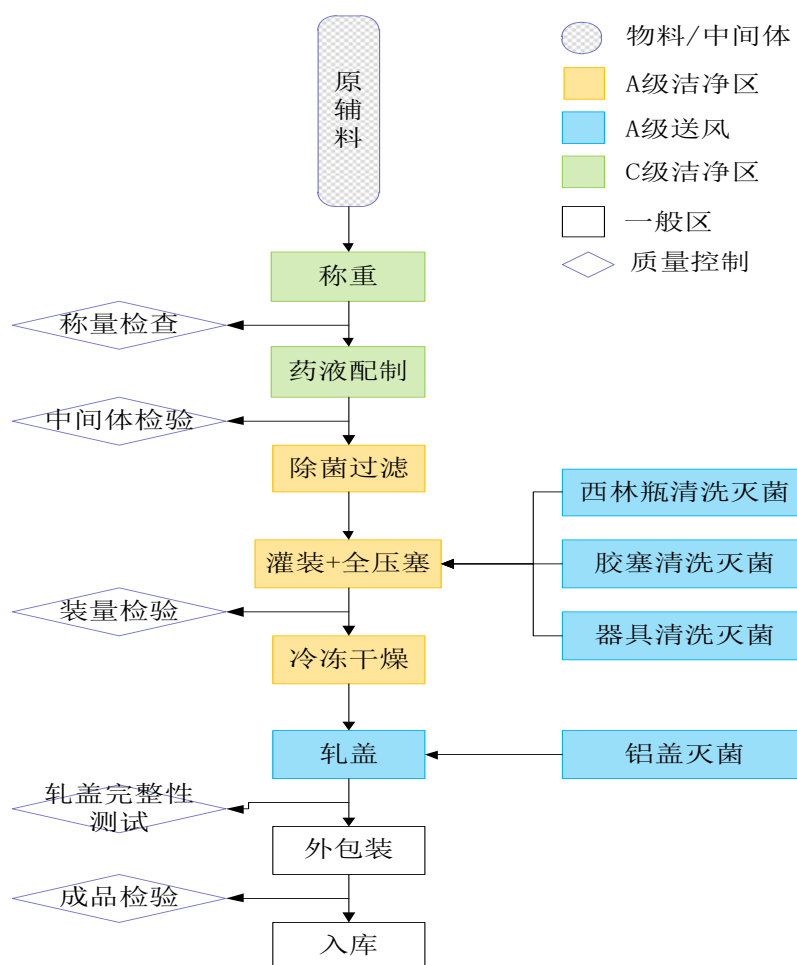 原
辅
料
物料/中间体
A级洁净区
A级送风
C级洁净区
一般区
质量控制
称重
称量检查
药液配制
中间体检验
除菌过滤
西林瓶清洗灭菌
灌装+全压塞
胶塞清洗灭菌
装量检验
器具清洗灭菌
冷冻干燥
轧盖
铝盖灭菌
轧盖完整性
测试
外包装
成品检验
入库